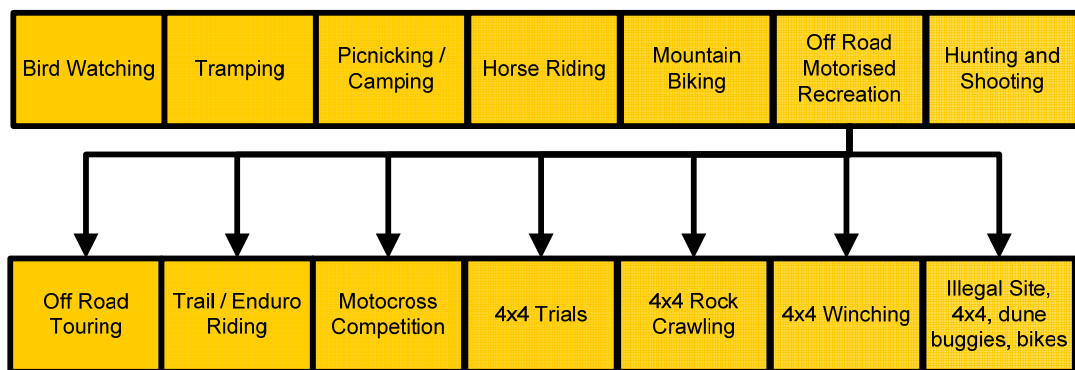 Bird Watching
Tramping
Picnicking /
Camping
Horse Riding
Mountain
Biking
Off Road
Motorised
Recreation
Hunting and
Shooting
Off Road
Touring
Trail / Enduro
Riding
Motocross
Competition
4x4 Trials
4x4 Rock
Crawling
4x4 Winching
Illegal Site,
4x4, dune
buggies, bikes